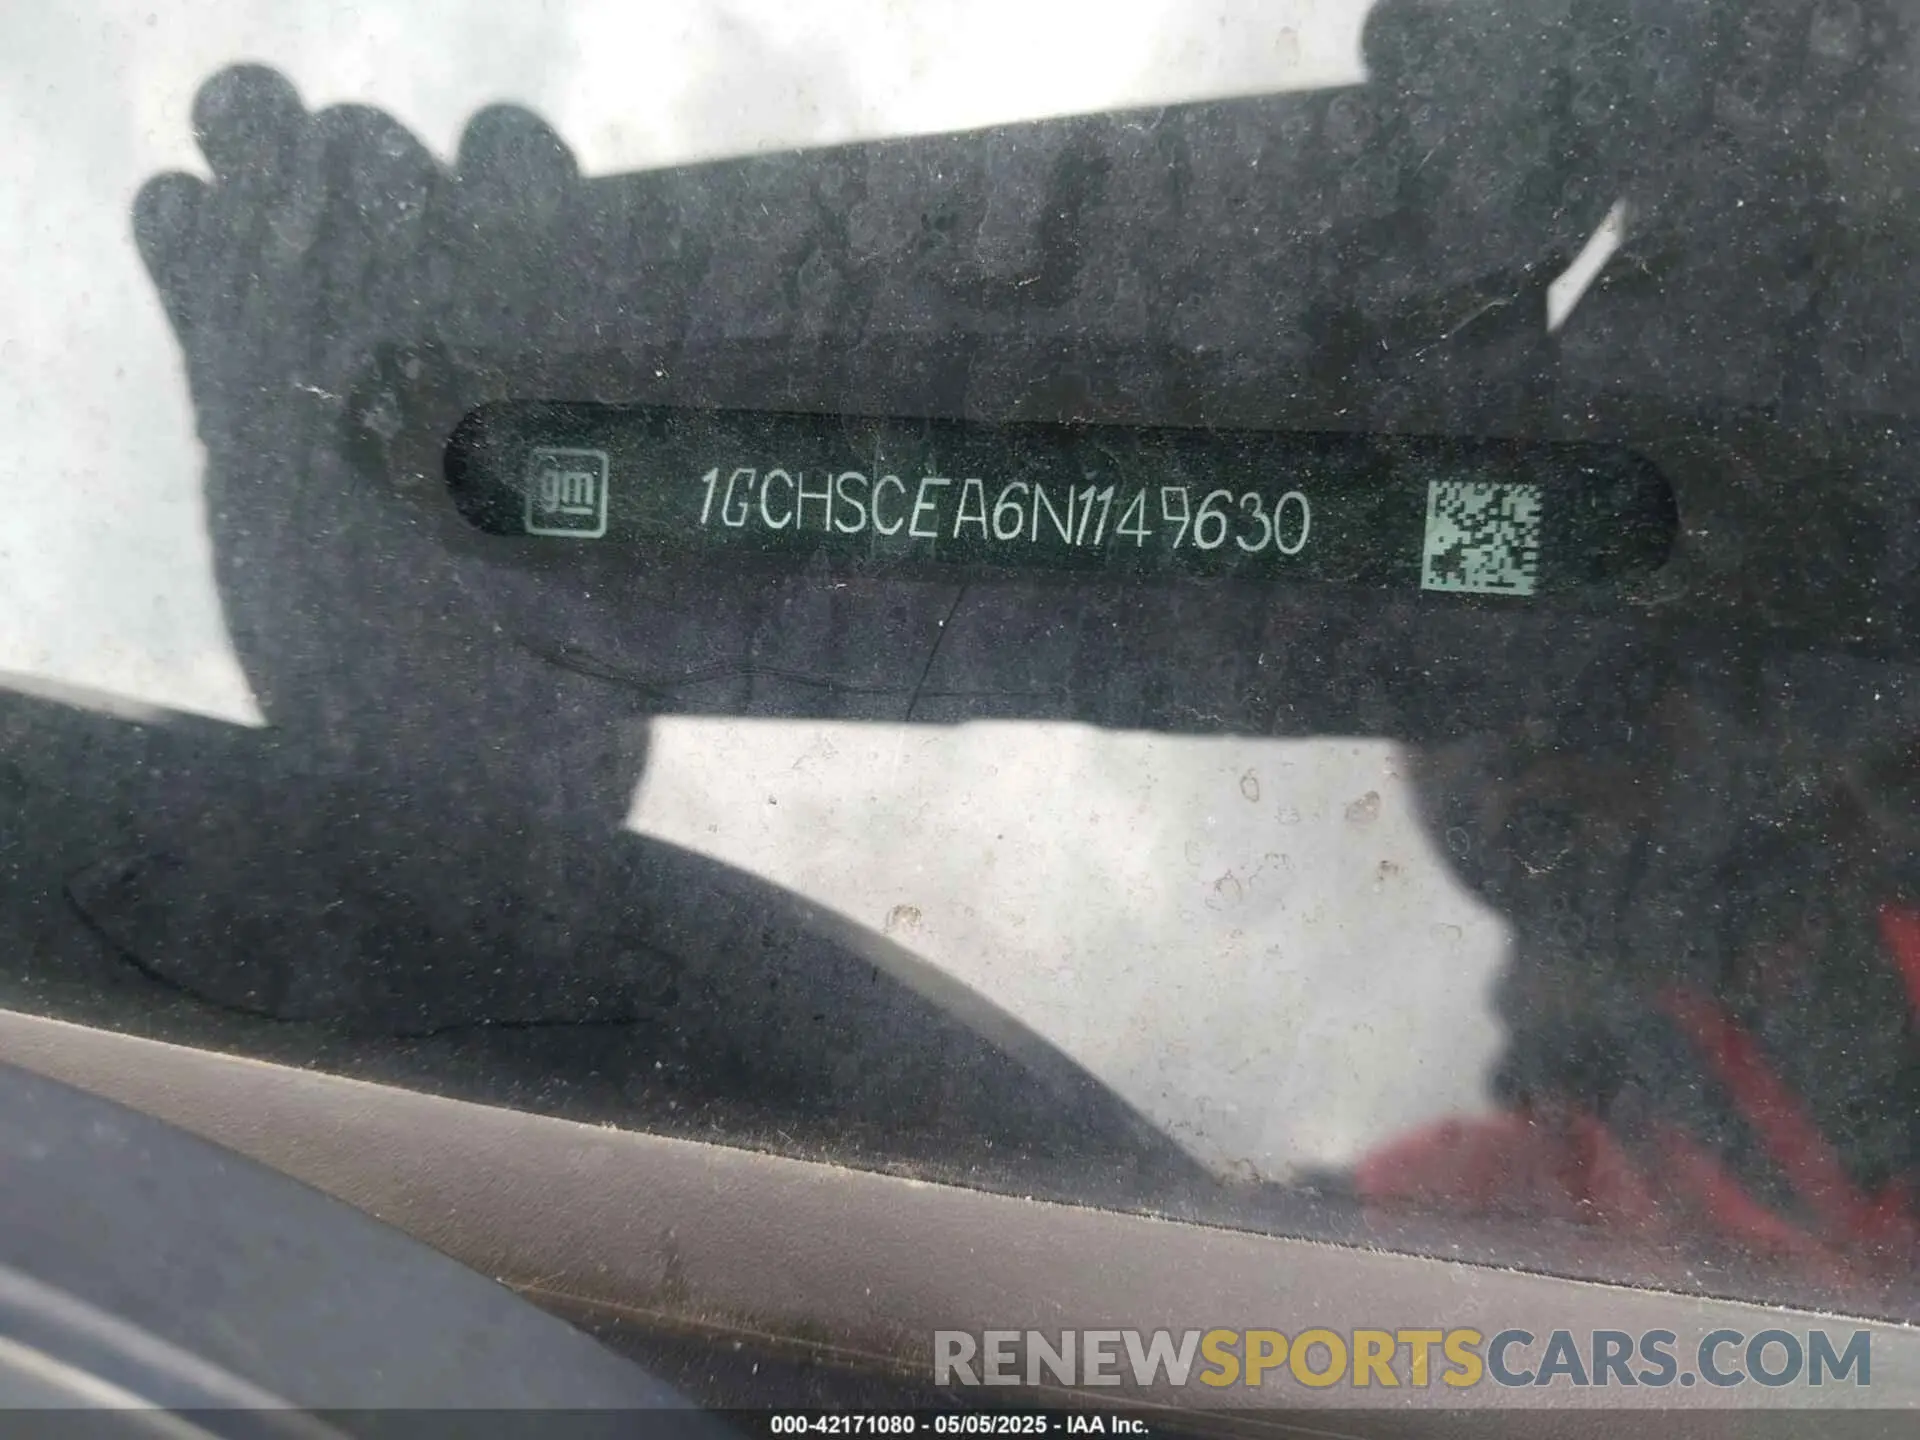 gm 1GCHSCEA6N1149630
RENEWSPORTSCARS.COM
000-42171080 - 05/05/2025 - IAA Inc.